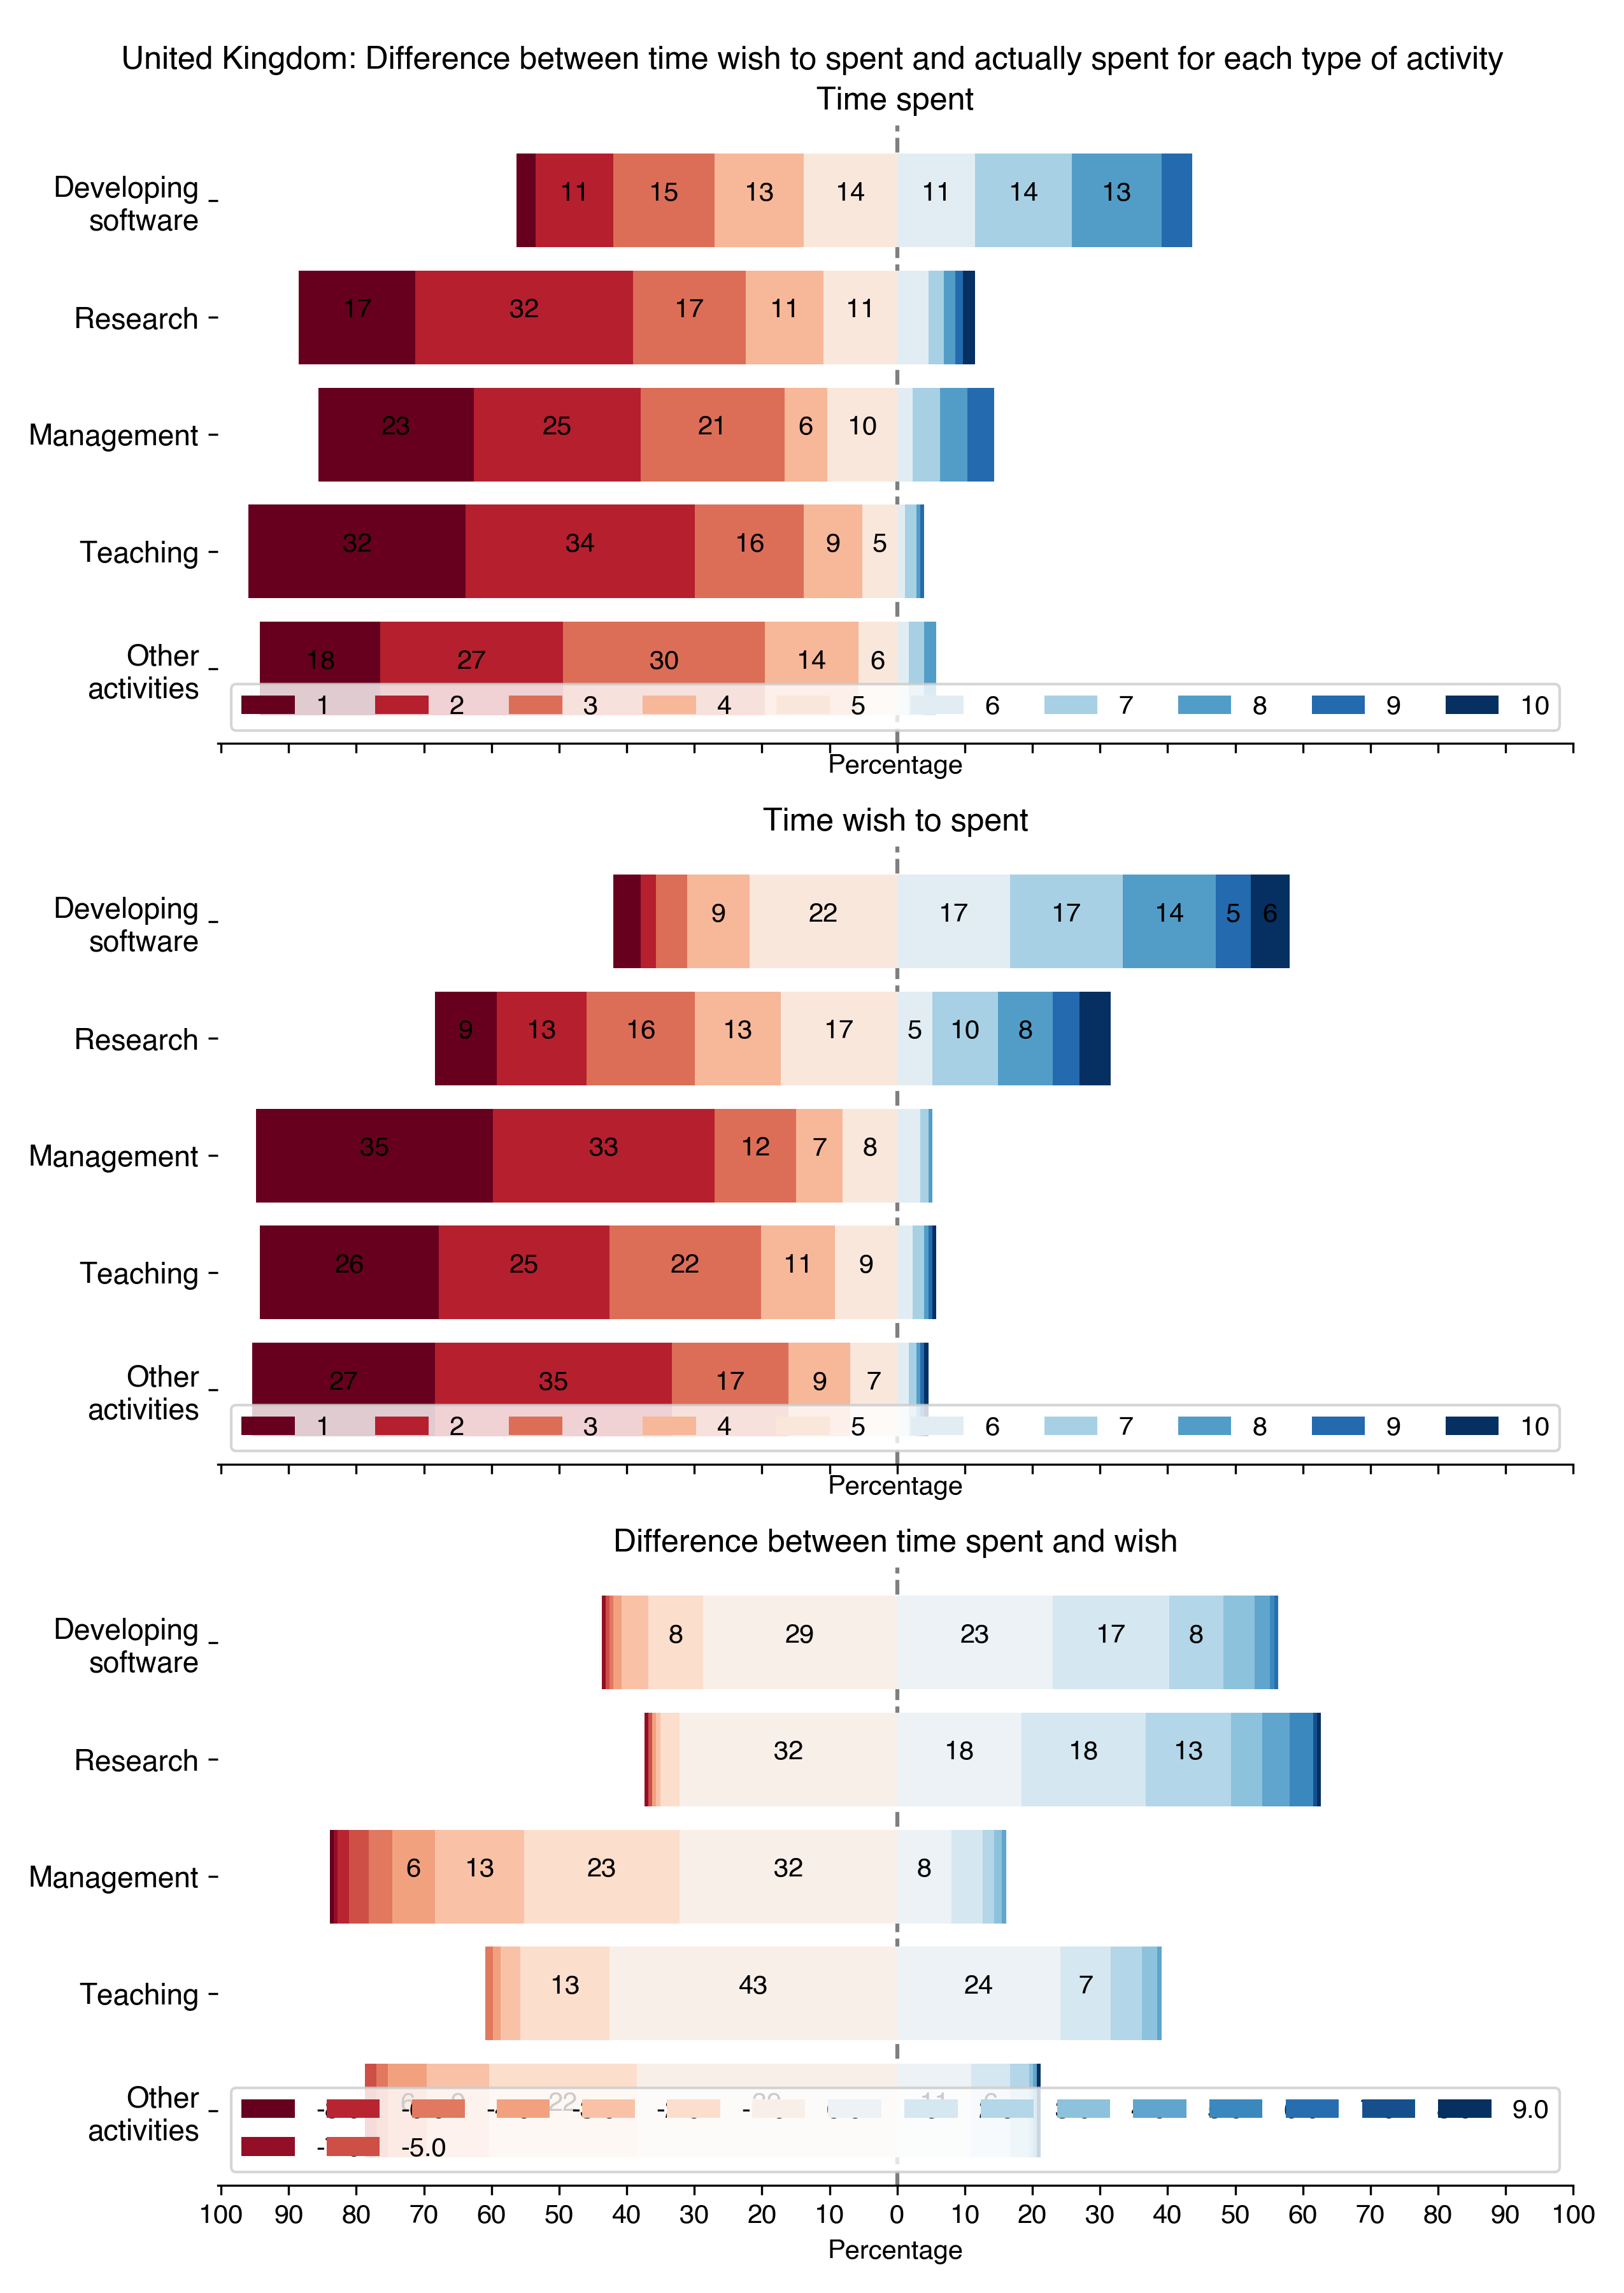 United Kingdom: Difference between time wish to spent and actually spent for each type of activity
Time spent
Developing
software
11 15 13 14 11 14 13
Research
17 32 17 11 11
Management
23 25 21 6 10
Teaching
32 34 16 9 5
Other
activities
18 27 30 14 6
1 2 3 4 5 6 7 8 9 10
Percentage
Time wish to spent
Developing
software
9 22 17 17 14 5 6
Research
9 13 16 13 17 5 10 8
Management
35 33 12 7 8
Teaching
26 25 22 11 9
Other
activities
27 35 17 9 7
1 2 3 4 5 6 7 8 9 10
Percentage
Difference between time spent and wish
Developing
software
8 29 23 17 8
Research
32 18 18 13
Management
6 13 23 32 8
Teaching
13 43 24 7
Other
activities
22 11 6
9.0
-5.0
100 90 80 70 60 50 40 30 20 10 0 10 20 30 40 50 60 70 80 90 100
Percentage